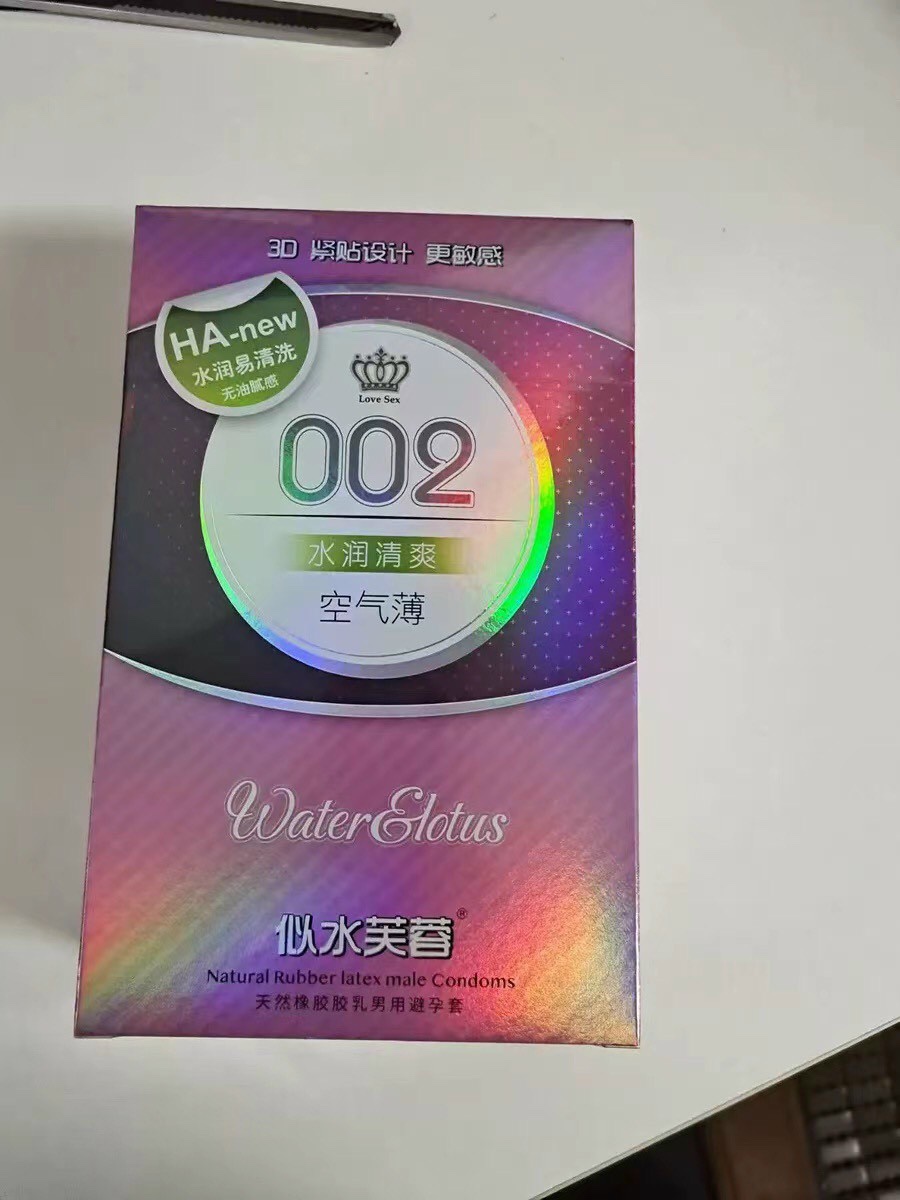 3D 紧贴设计 更敏感
HA-new
水润易清洗
无油腻感
Love Sex
002
水润清爽
空气薄
Water&lotus
似水芙蓉®
Natural Rubber latex male Condoms
天然橡胶胶乳男用避孕套